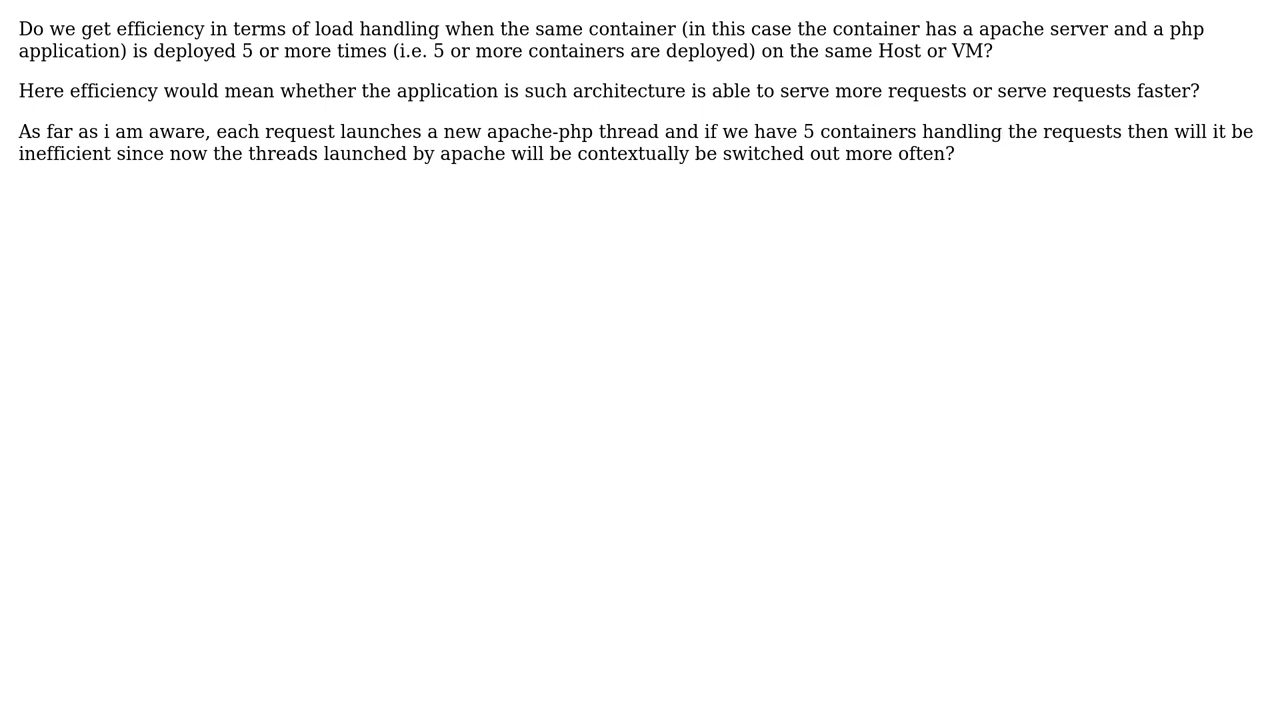 Do we get efficiency in terms of load handling when the same container (in this case the container has a apache server and a php
application) is deployed 5 or more times (i.e. 5 or more containers are deployed) on the same Host or VM?
Here efficiency would mean whether the application is such architecture is able to serve more requests or serve requests faster?
As far as i am aware, each request launches a new apache-php thread and if we have 5 containers handling the requests then will it be
inefficient since now the threads launched by apache will be contextually be switched out more often?